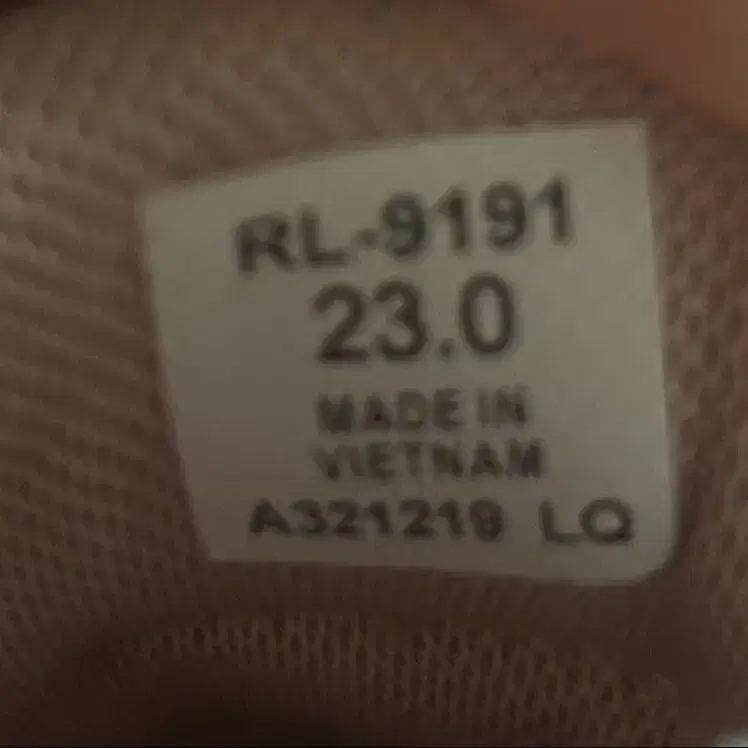 RL-9191
23.0
MADE IN
VIETNAM
A321219 LQ